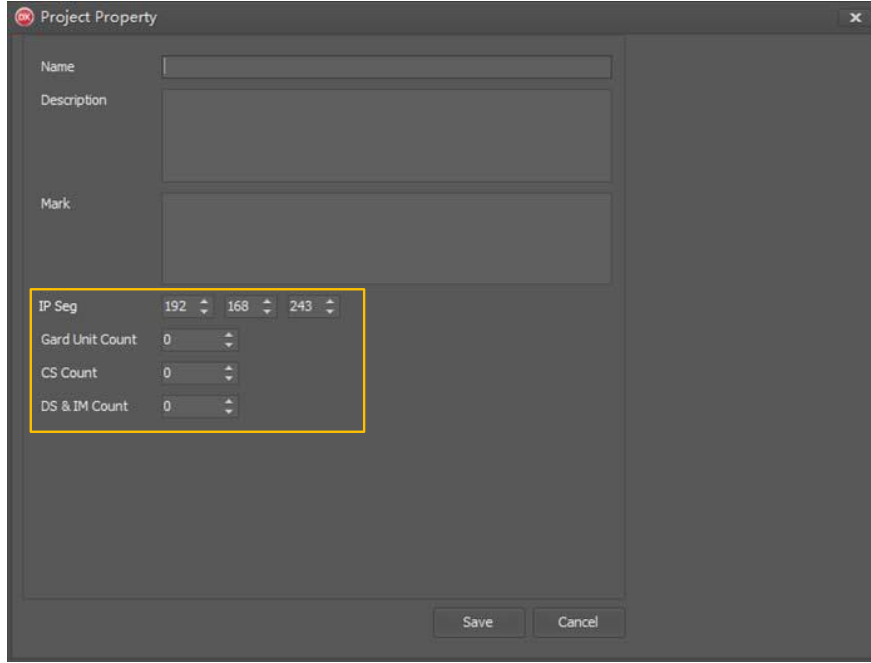 DX Project Property
Name
Description
Mark
IP Seg 192 168 243
Gard Unit Count 0
CS Count 0
DS & IM Count 0
Save Cancel